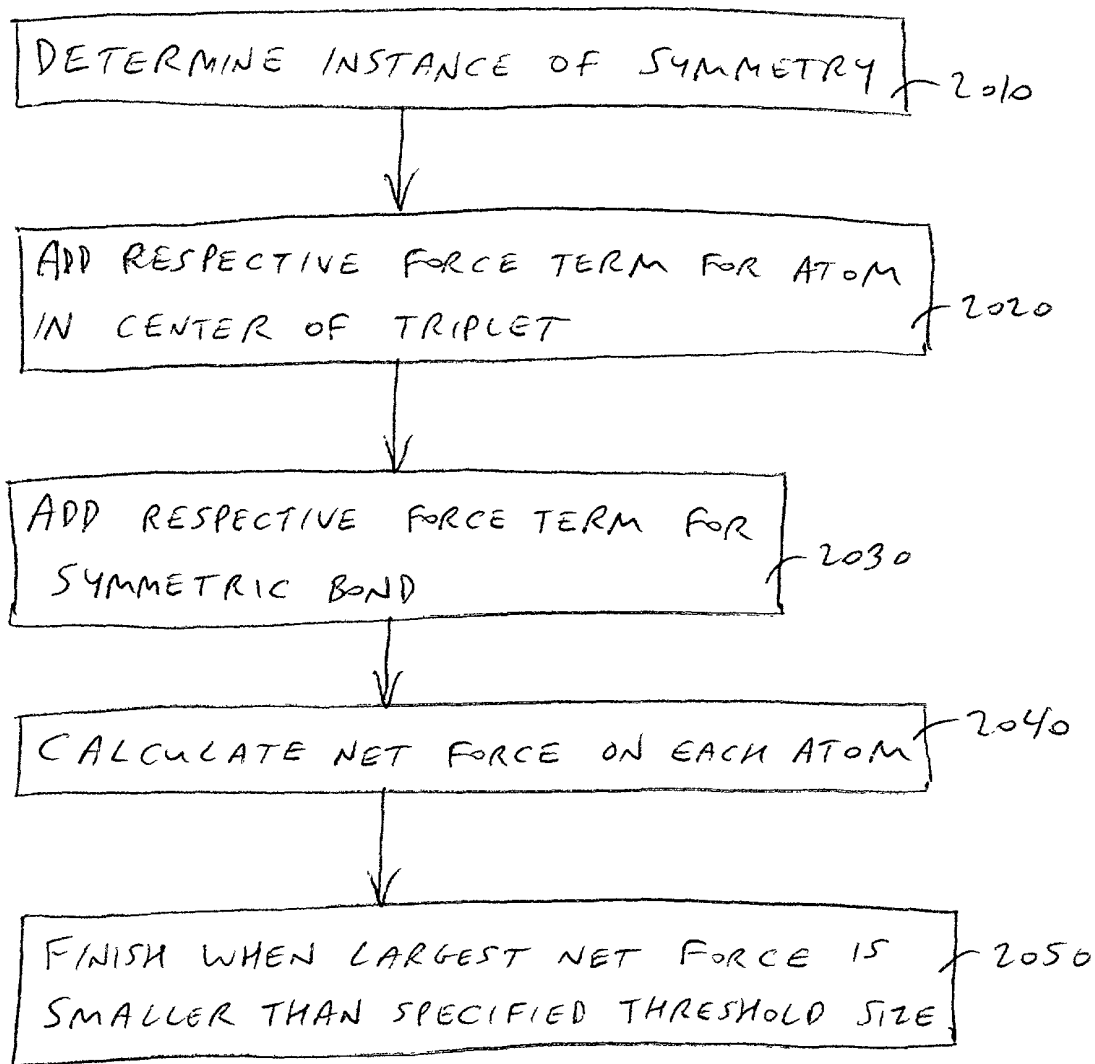 DETERMINE INSTANCE OF SYMMETRY
2010
ADD RESPECTIVE FORCE TERM FOR ATOM
IN CENTER OF TRIPLET
2020
ADD RESPECTIVE FORCE TERM FOR
SYMMETRIC BOND
2030
CALCULATE NET FORCE ON EACH ATOM
2040
FINISH WHEN LARGEST NET FORCE IS
SMALLER THAN SPECIFIED THRESHOLD SIZE
2050